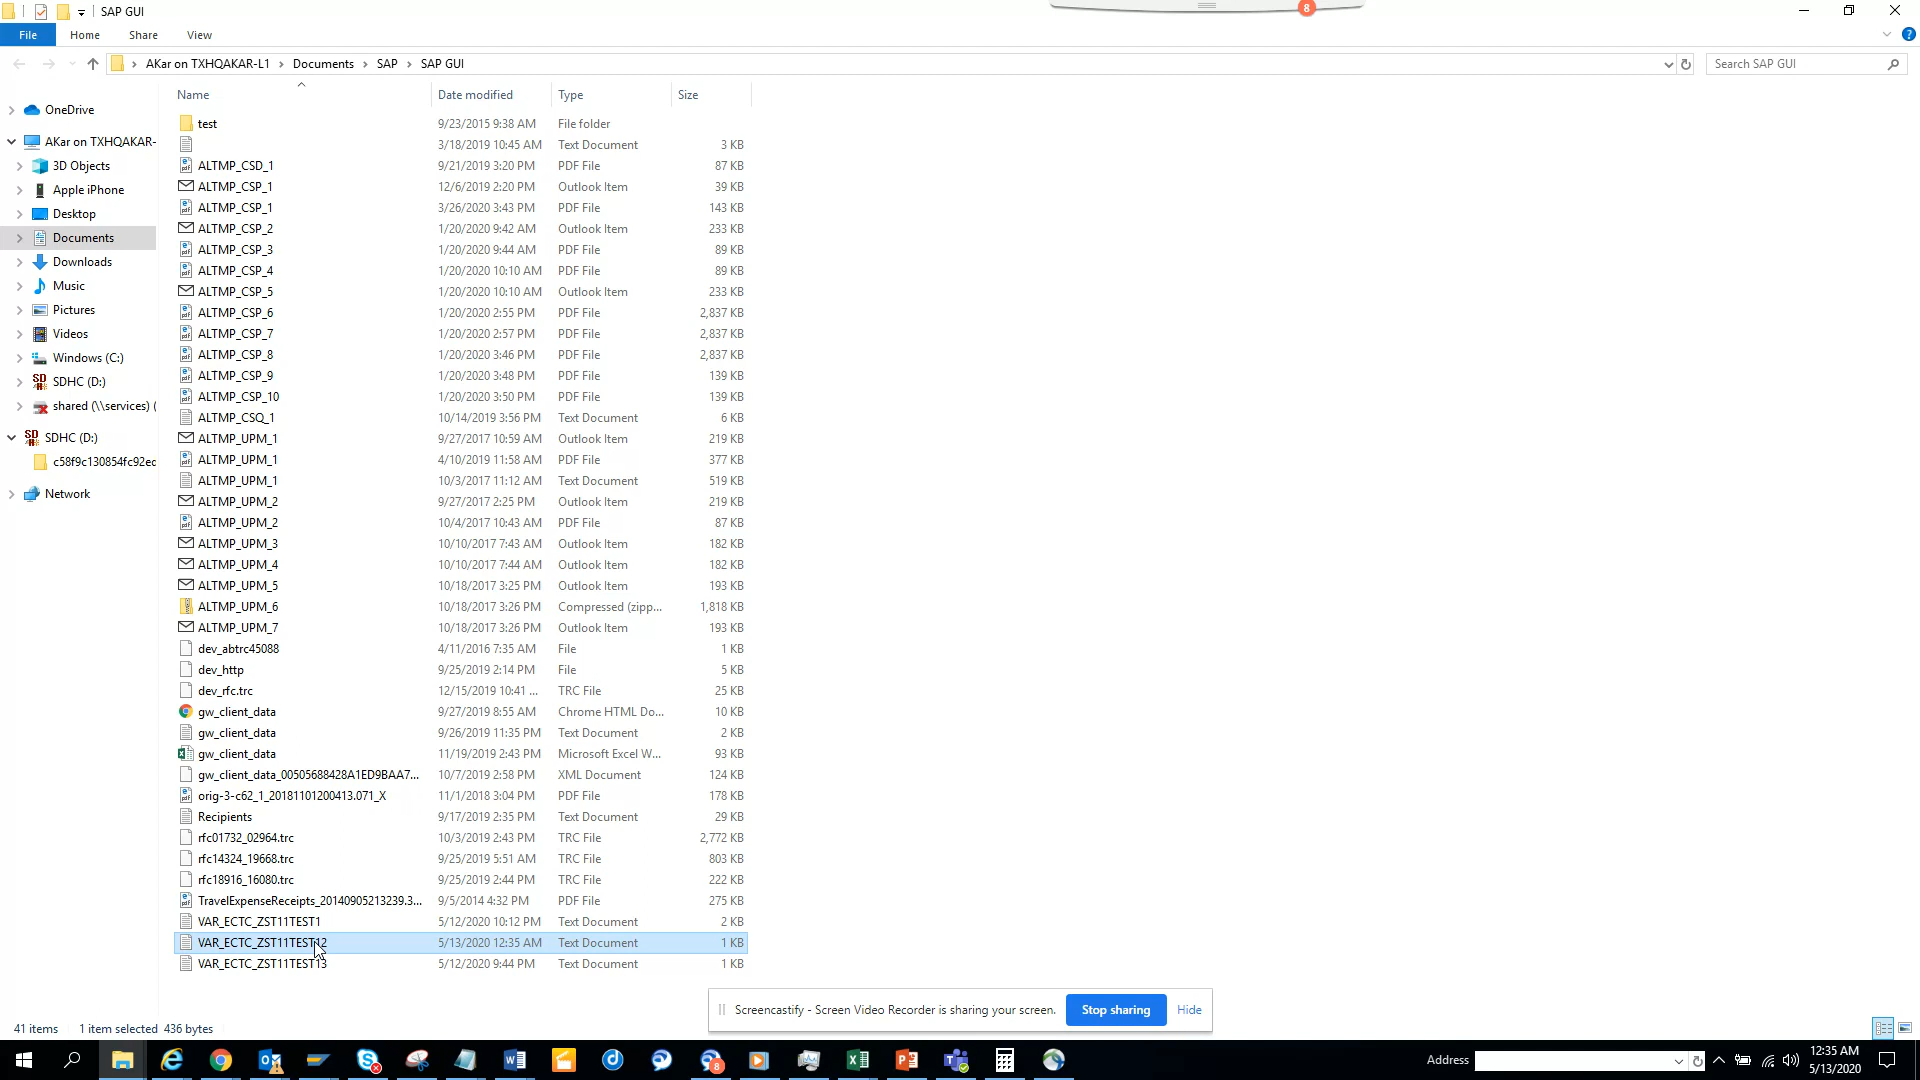 SAP GUI
8
File Home Share View
AKar on TXHQAKAR-L1 Documents SAP SAP GUI
Search SAP GUI
Name Date modified Type Size
OneDrive
AKar on TXHQAKAR-
3D Objects
Apple iPhone
Desktop
Documents
Downloads
Music
Pictures
Videos
Windows (C:)
SDHC (D:)
shared (\\services) (
SDHC (D:)
c58f9c130854fc92ec
Network
test 9/23/2015 9:38 AM File folder
3/18/2019 10:45 AM Text Document 3 KB
ALTMP_CSD_1 9/21/2019 3:20 PM PDF File 87 KB
ALTMP_CSP_1 12/6/2019 2:20 PM Outlook Item 39 KB
ALTMP_CSP_1 3/26/2020 3:43 PM PDF File 143 KB
ALTMP_CSP_2 1/20/2020 9:42 AM Outlook Item 233 KB
ALTMP_CSP_3 1/20/2020 9:44 AM PDF File 89 KB
ALTMP_CSP_4 1/20/2020 10:10 AM PDF File 89 KB
ALTMP_CSP_5 1/20/2020 10:10 AM Outlook Item 233 KB
ALTMP_CSP_6 1/20/2020 2:55 PM PDF File 2,837 KB
ALTMP_CSP_7 1/20/2020 2:57 PM PDF File 2,837 KB
ALTMP_CSP_8 1/20/2020 3:46 PM PDF File 2,837 KB
ALTMP_CSP_9 1/20/2020 3:48 PM PDF File 139 KB
ALTMP_CSP_10 1/20/2020 3:50 PM PDF File 139 KB
ALTMP_CSQ_1 10/14/2019 3:56 PM Text Document 6 KB
ALTMP_UPM_1 9/27/2017 10:59 AM Outlook Item 219 KB
ALTMP_UPM_1 4/10/2019 11:58 AM PDF File 377 KB
ALTMP_UPM_1 10/3/2017 11:12 AM Text Document 519 KB
ALTMP_UPM_2 9/27/2017 2:25 PM Outlook Item 219 KB
ALTMP_UPM_2 10/4/2017 10:43 AM PDF File 87 KB
ALTMP_UPM_3 10/10/2017 7:43 AM Outlook Item 182 KB
ALTMP_UPM_4 10/10/2017 7:44 AM Outlook Item 182 KB
ALTMP_UPM_5 10/18/2017 3:25 PM Outlook Item 193 KB
ALTMP_UPM_6 10/18/2017 3:26 PM Compressed (zipp... 1,818 KB
ALTMP_UPM_7 10/18/2017 3:26 PM Outlook Item 193 KB
dev_abtrc45088 4/11/2016 7:35 AM File 1 KB
dev_http 9/25/2019 2:14 PM File 5 KB
dev_rfc.trc 12/15/2019 10:41 ... TRC File 25 KB
gw_client_data 9/27/2019 8:55 AM Chrome HTML Do... 10 KB
gw_client_data 9/26/2019 11:35 PM Text Document 2 KB
gw_client_data 11/19/2019 2:43 PM Microsoft Excel W... 93 KB
gw_client_data_00505688428A1ED9BAA7... 10/7/2019 2:58 PM XML Document 124 KB
orig-3-c62_1_20181101200413.071_X 11/1/2018 3:04 PM PDF File 178 KB
Recipients 9/17/2019 2:35 PM Text Document 29 KB
rfc01732_02964.trc 10/3/2019 2:43 PM TRC File 2,772 KB
rfc14324_19668.trc 9/25/2019 5:51 AM TRC File 803 KB
rfc18916_16080.trc 9/25/2019 2:44 PM TRC File 222 KB
TravelExpenseReceipts_20140905213239.3... 9/5/2014 4:32 PM PDF File 275 KB
VAR_ECTC_ZST11TEST1 5/12/2020 10:12 PM Text Document 2 KB
VAR_ECTC_ZST11TEST12 5/13/2020 12:35 AM Text Document 1 KB
VAR_ECTC_ZST11TEST13 5/12/2020 9:44 PM Text Document 1 KB
Screencastify - Screen Video Recorder is sharing your screen. Stop sharing Hide
41 items 1 item selected 436 bytes
8
Address
12:35 AM
5/13/2020